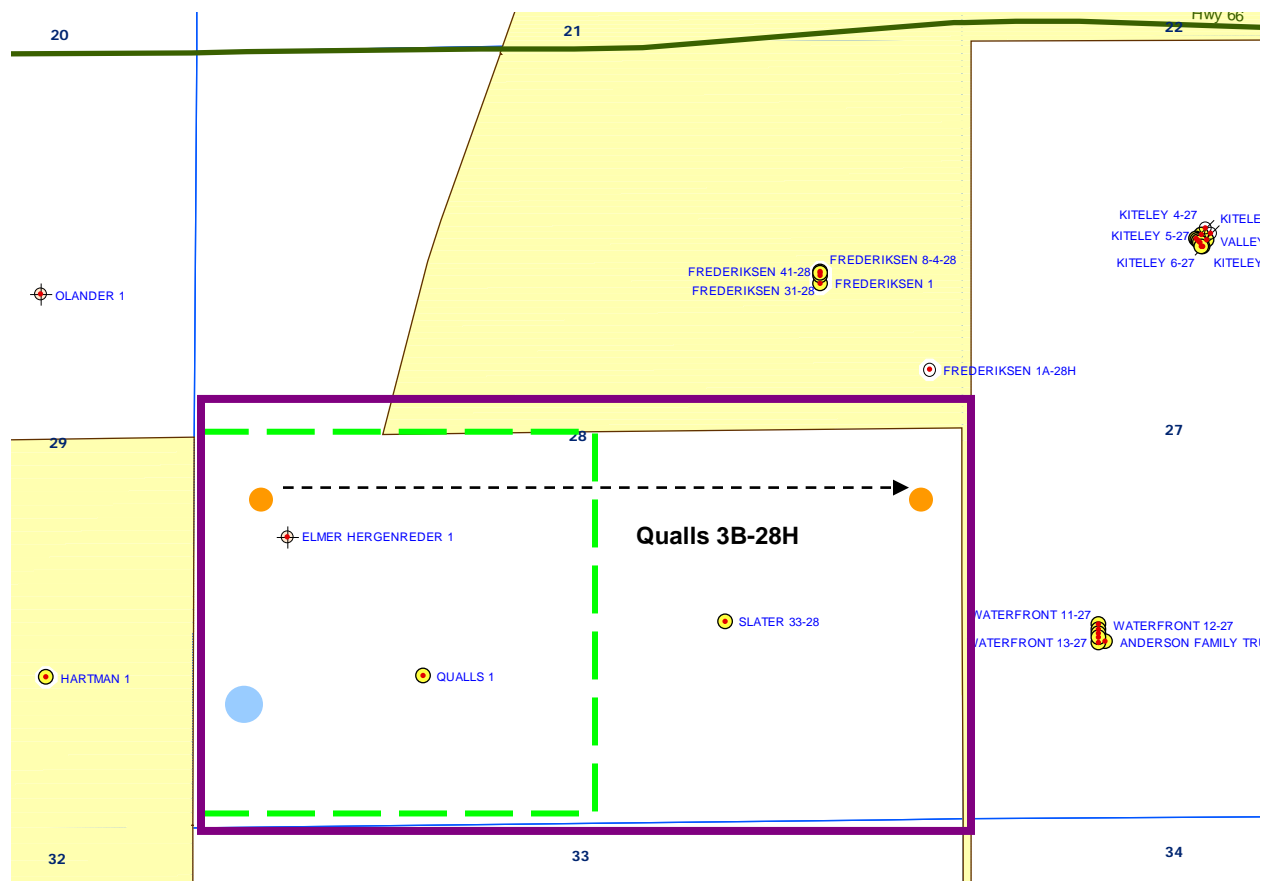 Hwy 66
20
21
22
KITELEY 4-27
KITELE
KITELEY 5-27
VALLEY
KITELEY 6-27
KITELEY
FREDERIKSEN 8-4-28
FREDERIKSEN 41-28
FREDERIKSEN 1
FREDERIKSEN 31-28
OLANDER 1
FREDERIKSEN 1A-28H
29
28
27
Qualls 3B-28H
ELMER HERGENREDER 1
SLATER 33-28
WATERFRONT 11-27
WATERFRONT 12-27
WATERFRONT 13-27
ANDERSON FAMILY TRU
HARTMAN 1
QUALLS 1
32
33
34